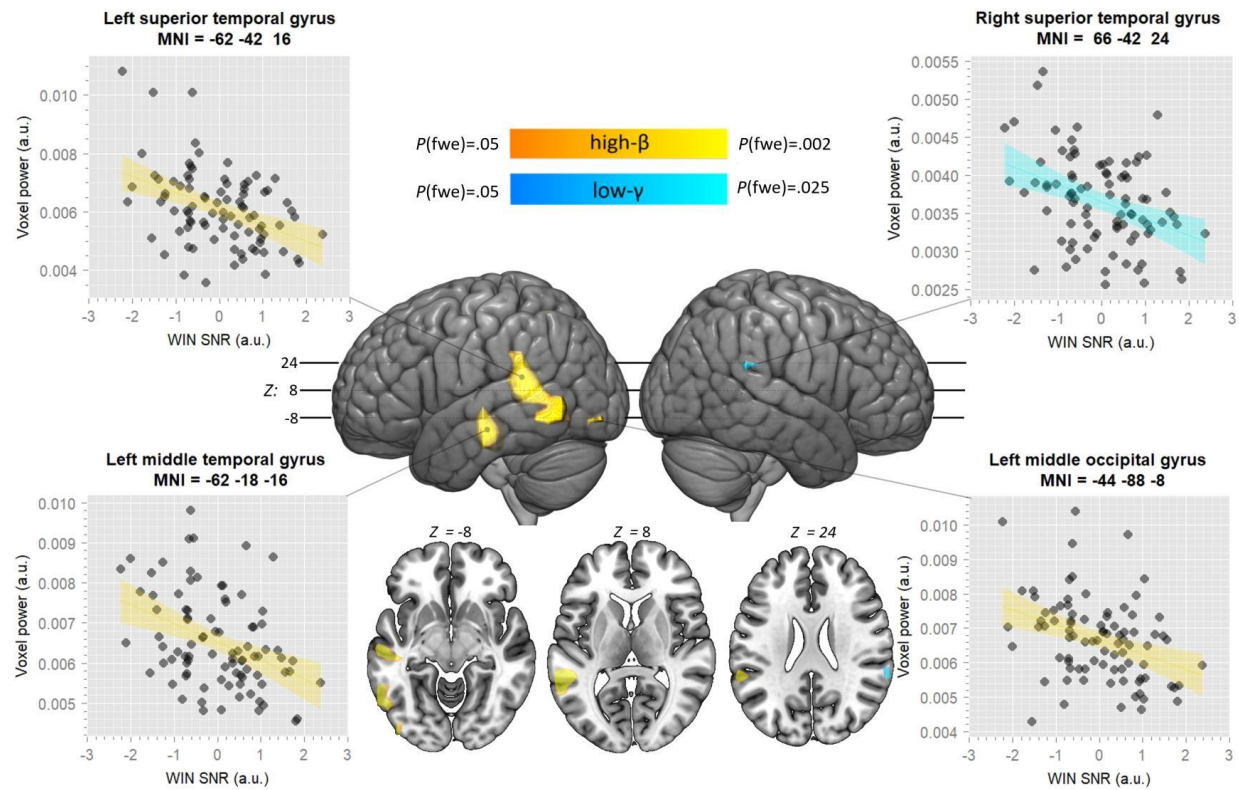 Left superior temporal gyrus
MNI = -62 -42 16
0.010
0.008
0.006
0.004
Voxel power (a.u.)
-3 -2 -1 0 1 2 3
WIN SNR (a.u.)
Right superior temporal gyrus
MNI = 66 -42 24
0.0055
0.0050
0.0045
0.0040
0.0035
0.0030
0.0025
Voxel power (a.u.)
-3 -2 -1 0 1 2 3
WIN SNR (a.u.)
P(fwe)=.05 high-β P(fwe)=.002
P(fwe)=.05 low-γ P(fwe)=.025
24
Z: 8
-8
Left middle temporal gyrus
MNI = -62 -18 -16
0.010
0.009
0.008
0.007
0.006
0.005
Voxel power (a.u.)
-3 -2 -1 0 1 2 3
WIN SNR (a.u.)
Z = -8
Z = 8
Z = 24
Left middle occipital gyrus
MNI = -44 -88 -8
0.010
0.009
0.008
0.007
0.006
0.005
0.004
Voxel power (a.u.)
-3 -2 -1 0 1 2 3
WIN SNR (a.u.)